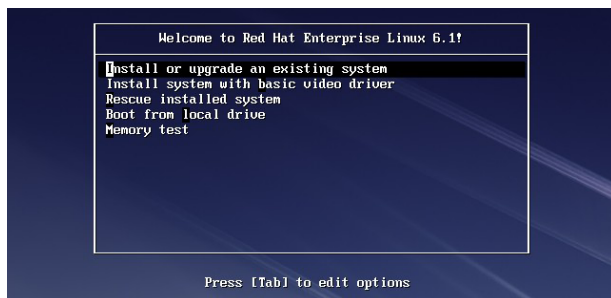 Welcome to Red Hat Enterprise Linux 6.1!
Install or upgrade an existing system
Install system with basic video driver
Rescue installed system
Boot from local drive
Memory test
Press [Tab] to edit options